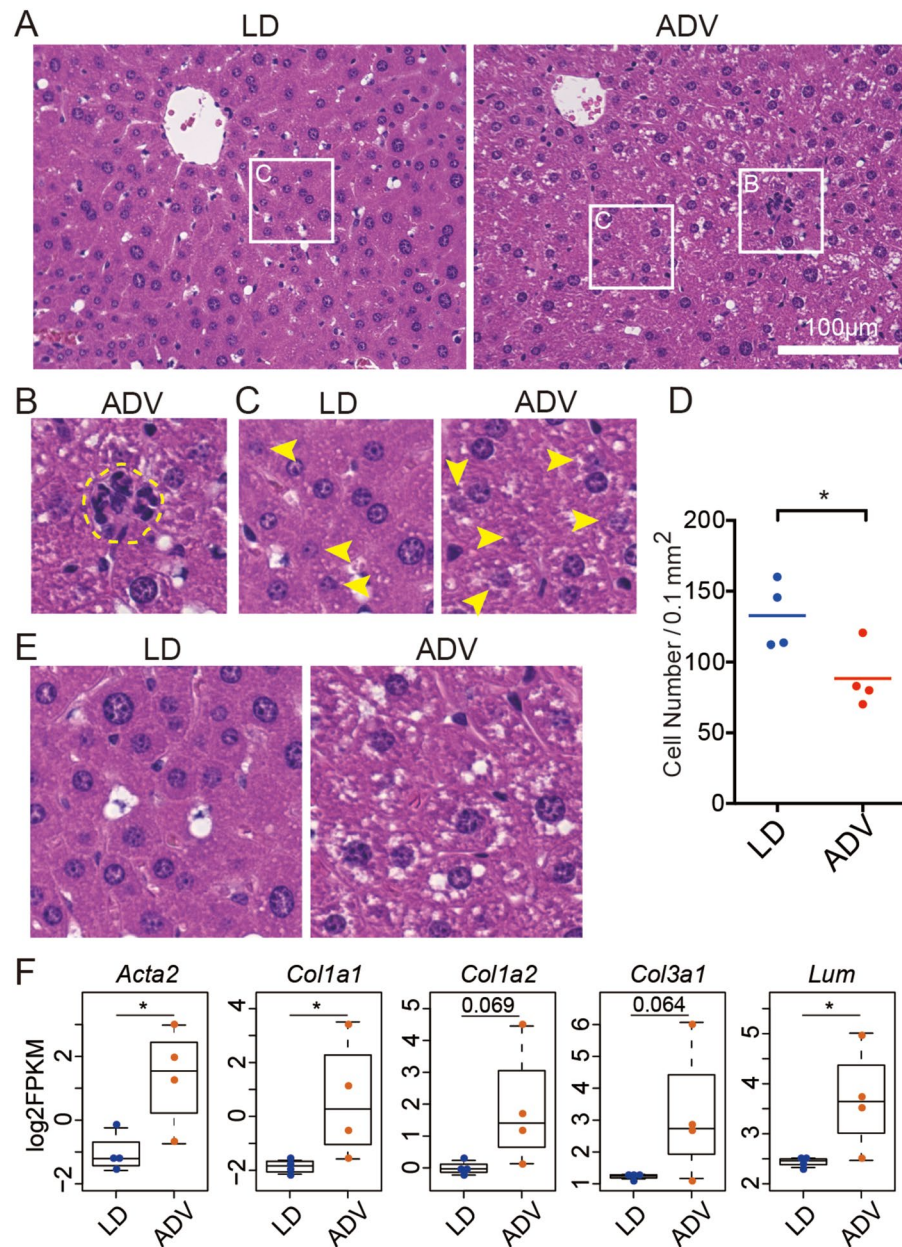 A
LD
ADV
C
C
B
100μm
B
ADV
C
LD
ADV
D
*
Cell Number / 0.1 mm²
200
150
100
50
0
LD
ADV
E
LD
ADV
F
Acta2
Col1a1
Col1a2
Col3a1
Lum
log2FPKM
*
2
0
−2
LD
ADV
*
4
2
0
−2
LD
ADV
0.069
5
4
3
2
1
0
LD
ADV
0.064
6
5
4
3
2
1
LD
ADV
*
5
4
3
2
LD
ADV